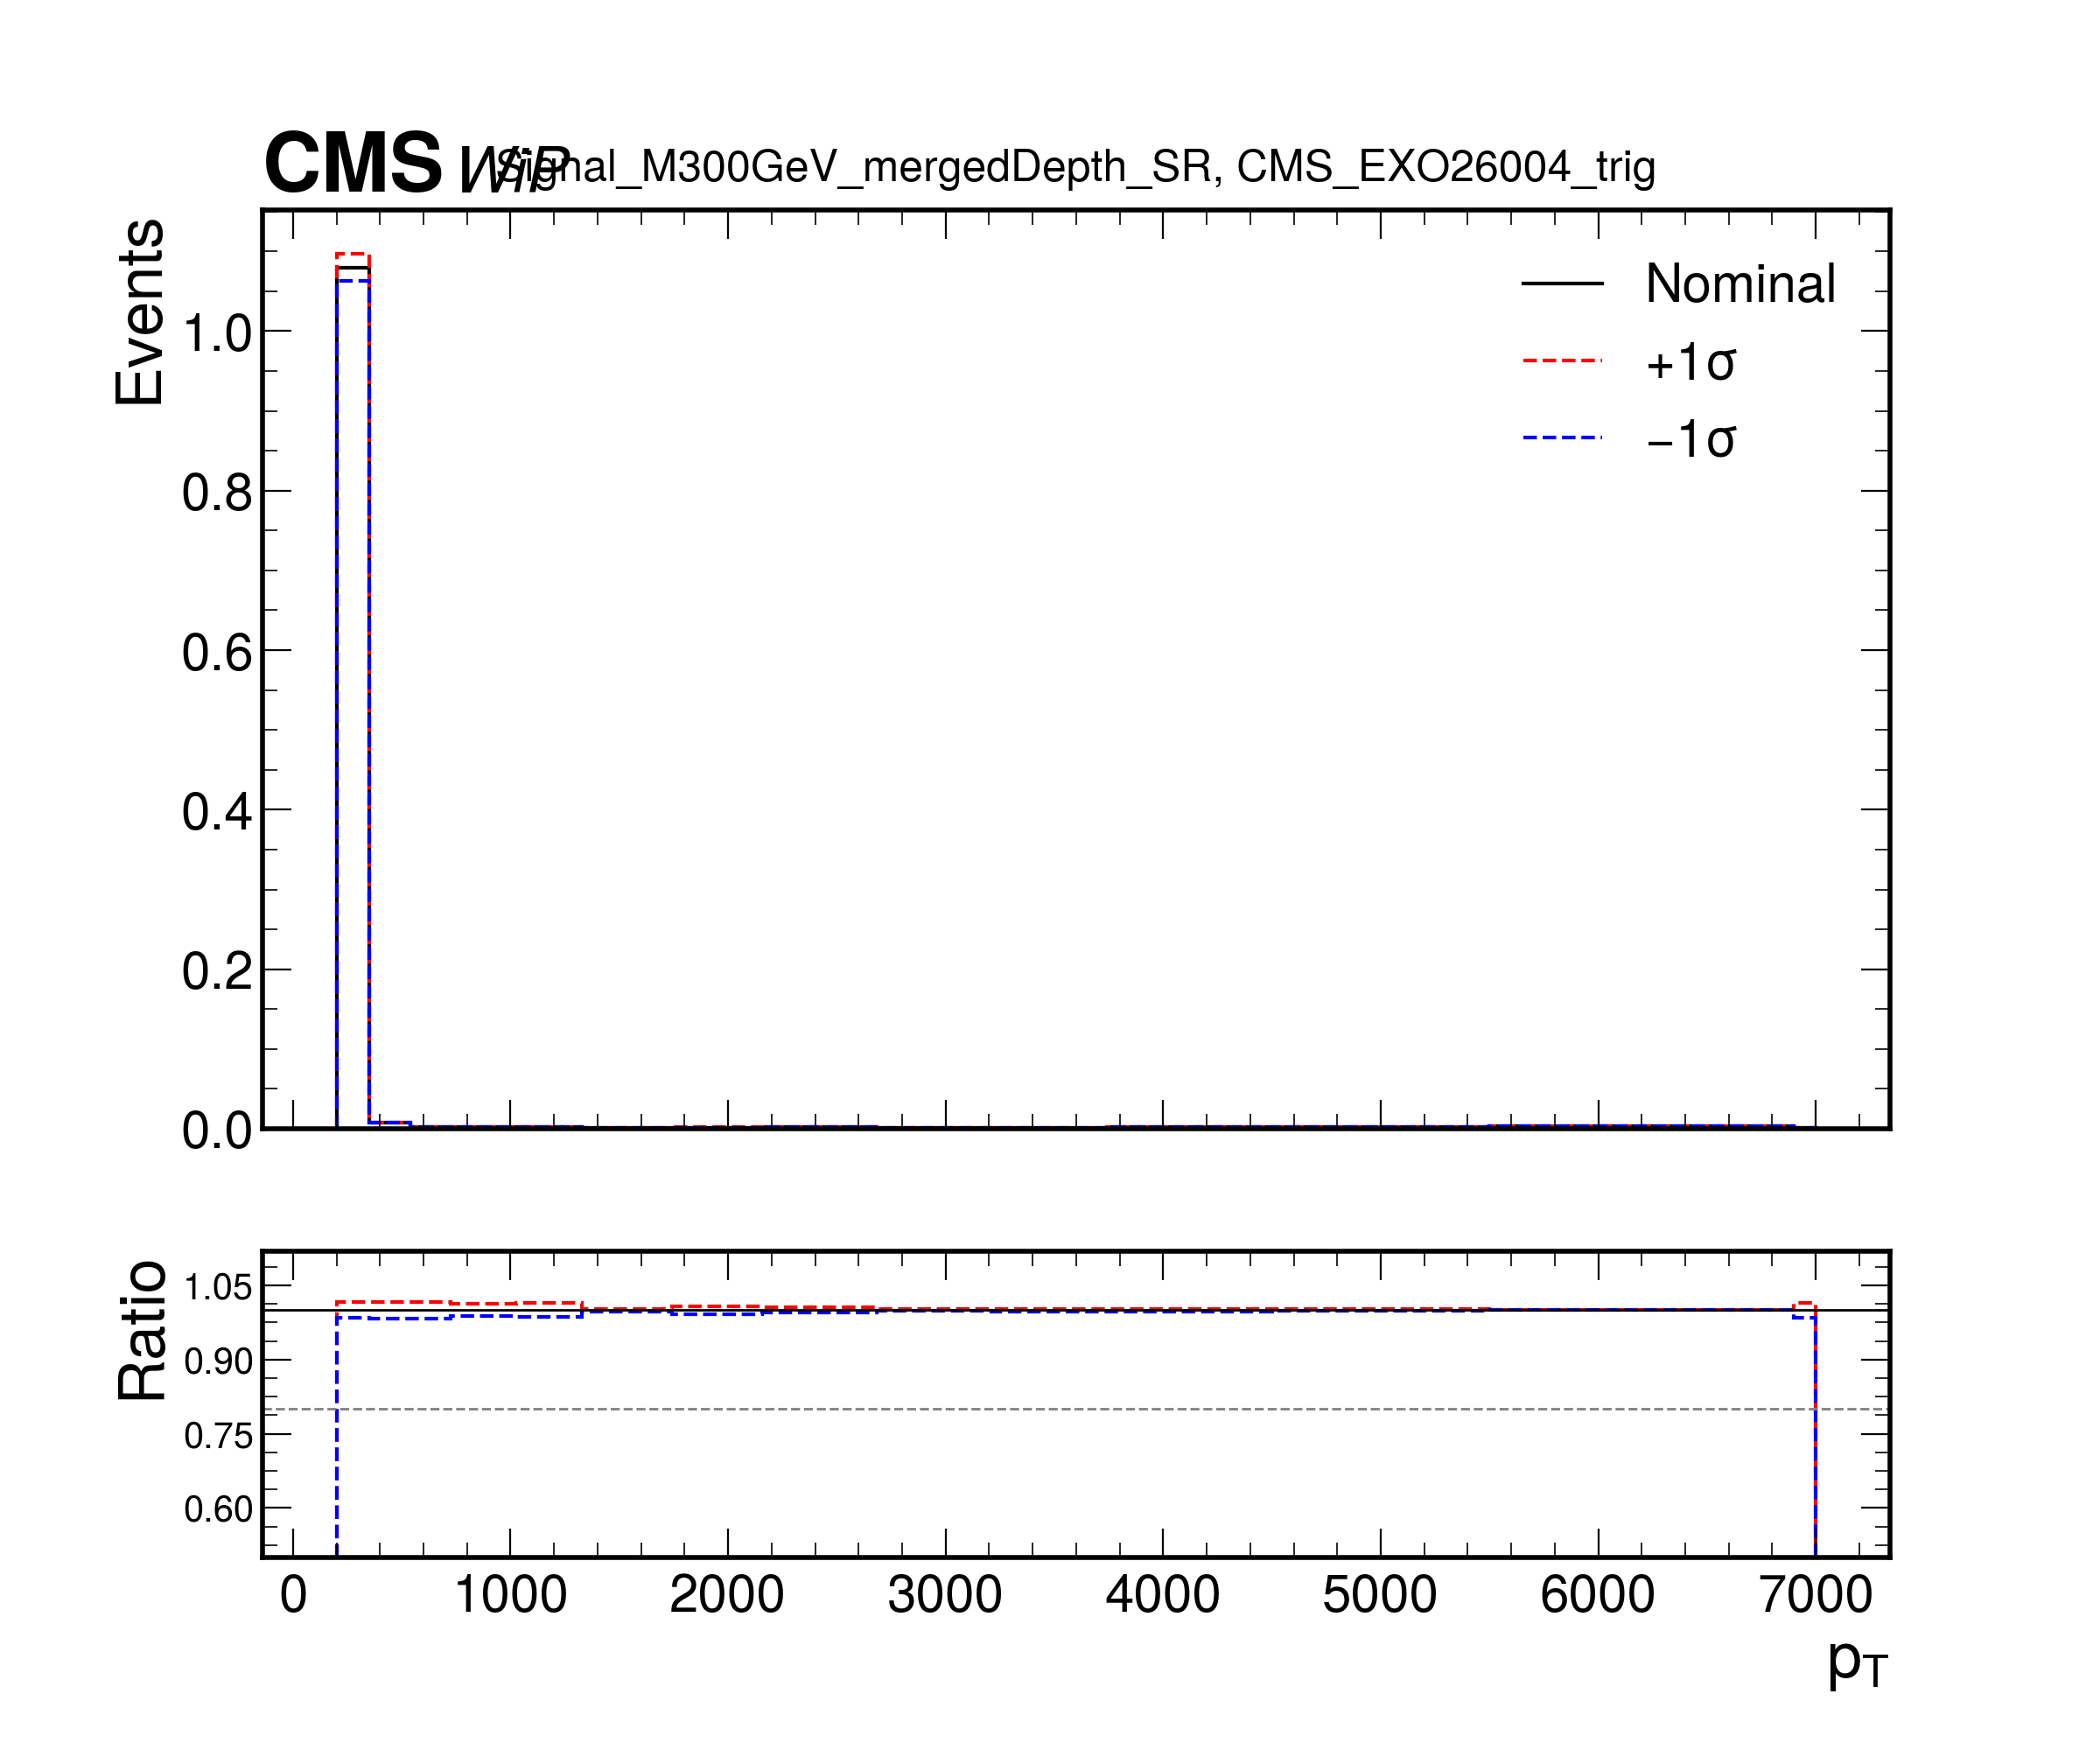 CMS WiP Signal_M300GeV_mergedDepth_SR, CMS_EXO26004_trig
Events
Nominal
+1σ
−1σ
1.0
0.8
0.6
0.4
0.2
0.0
Ratio
1.05
0.90
0.75
0.60
0 1000 2000 3000 4000 5000 6000 7000
pT